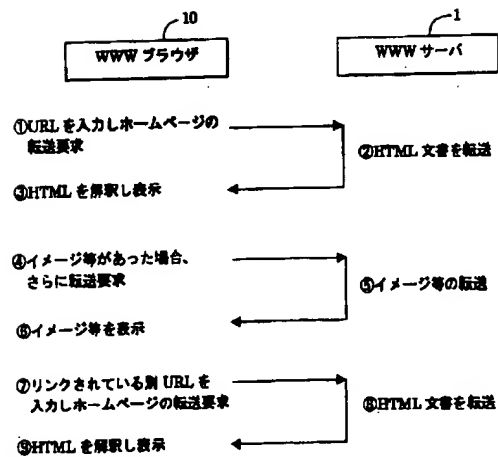 10
1
WWW ブラウザ
WWW サーバ
①URL を入力しホームページの
転送要求
②HTML 文書を転送
③HTML を解釈し表示
④イメージ等があった場合、
さらに転送要求
⑤イメージ等の転送
⑥イメージ等を表示
⑦リンクされている別 URL を
入力しホームページの転送要求
⑧HTML 文書を転送
⑨HTML を解釈し表示